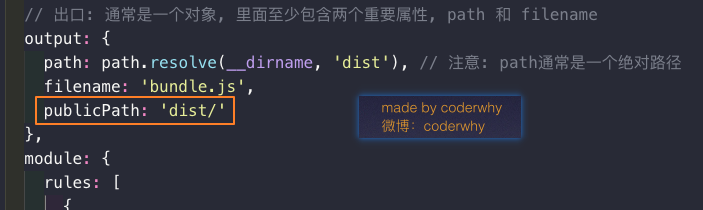 // 出口: 通常是一个对象, 里面至少包含两个重要属性, path 和 filename
output: {
path: path.resolve(__dirname, 'dist'), // 注意: path通常是一个绝对路径
filename: 'bundle.js',
publicPath: 'dist/'
made by coderwhy
微博：coderwhy
},
module: {
rules: [
{